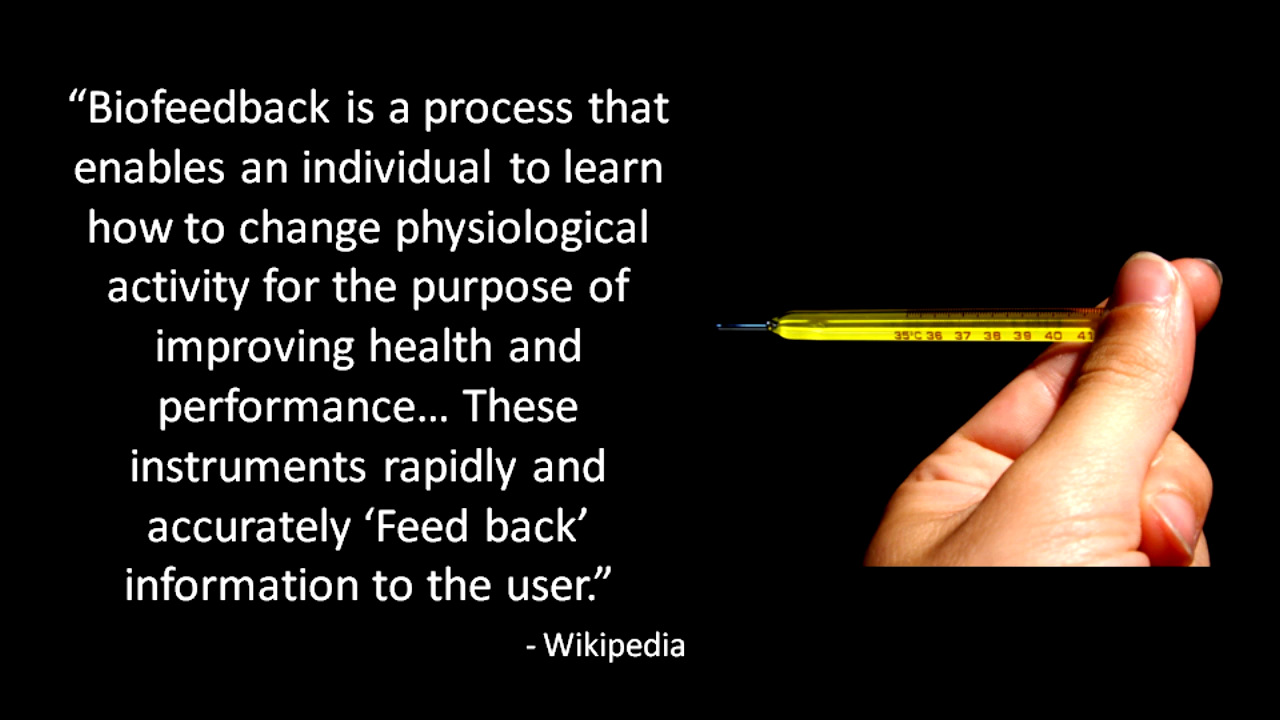 “Biofeedback is a process that
enables an individual to learn
how to change physiological
activity for the purpose of
improving health and
performance… These
instruments rapidly and
accurately ‘Feed back’
information to the user.”
- Wikipedia
35°C 36 37 38 39 40 41